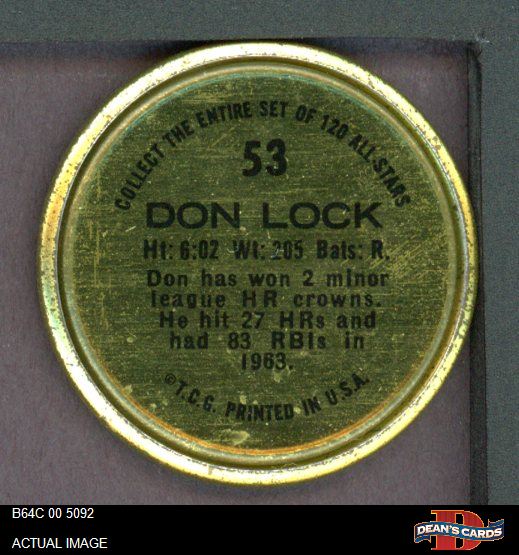 COLLECT THE ENTIRE SET OF 120 ALL-STARS
53
DON LOCK
Ht: 6:02 Wt: 205 Bats: R.
Don has won 2 minor
league HR crowns.
He hit 27 HRs and
had 83 RBIs in
1963.
©T.C.G. PRINTED IN U.S.A.
B64C 00 5092
ACTUAL IMAGE
D
DEAN'S CARDS